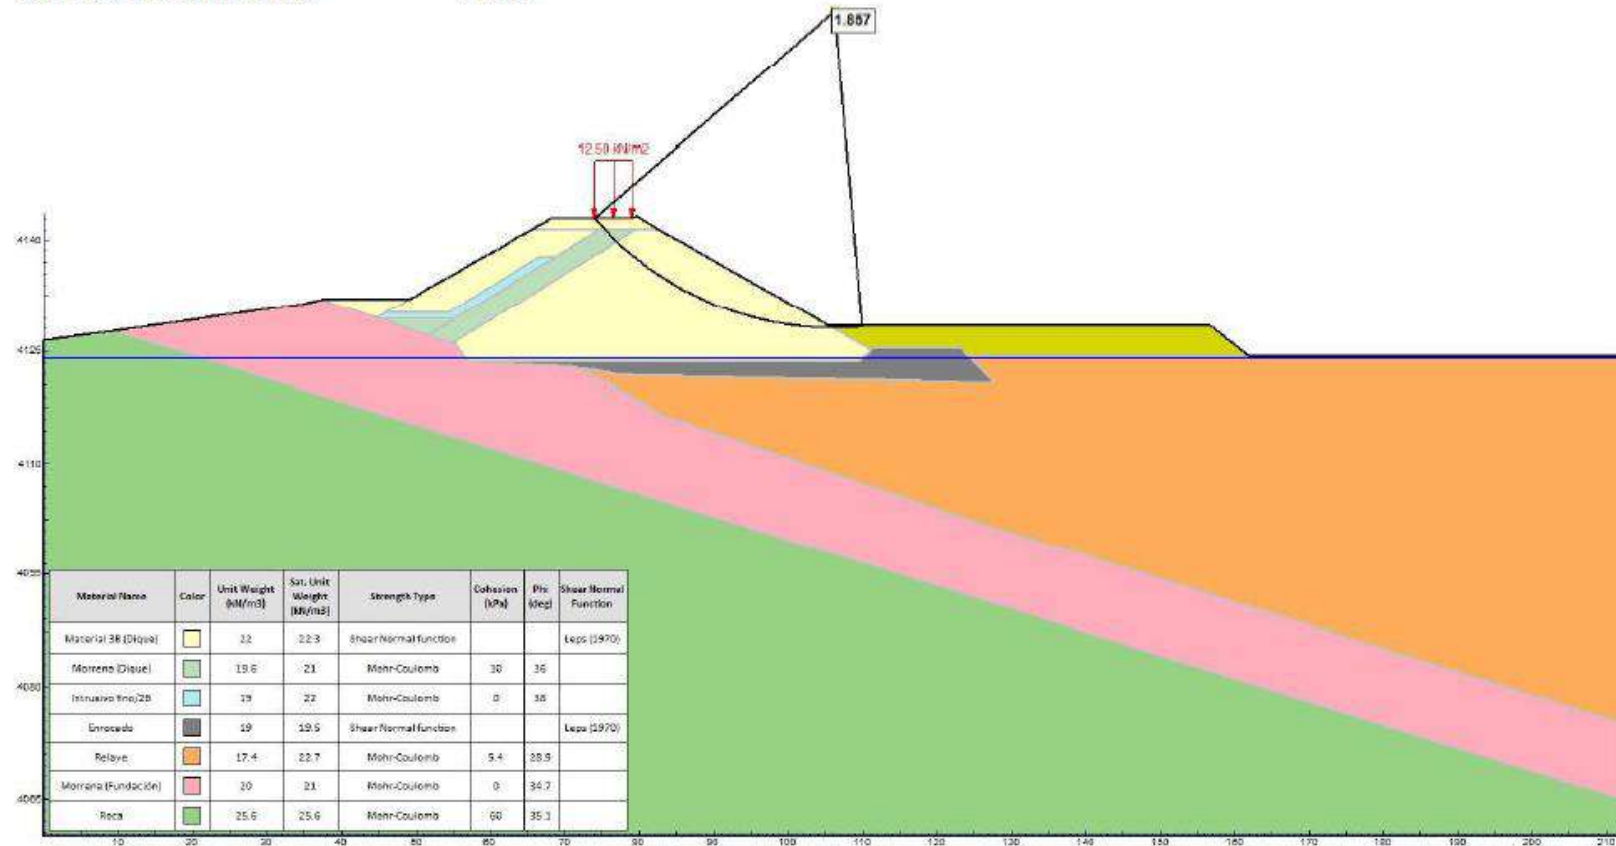 1.857
12.50 kN/m2
4140
4125
4110
4095
4080
4065
Material Name Color Unit Weight (kN/m3) Sat. Unit Weight (kN/m3) Strength Type Cohesion (kPa) Phi (deg) Shear Normal Function
Material 3B (Dique) 22 22.3 Shear Normal function Leps (1970)
Morrena (Dique) 19.6 21 Mohr-Coulomb 36
Intrusivo fino/2B 19 22 Mohr-Coulomb 0
Enrocado 19 19.5 Shear Normal function Leps (1970)
Relave 17.4 22.7 Mohr-Coulomb 5.4 28.9
Morrena (Fundación) 20 21 Mohr-Coulomb 0 34.7
Roca 25.6 25.6 Mohr-Coulomb 60 35.1
10 20 30 40 50 60 70 80 90 100 110 120 130 140 150 160 170 180 190 200 210